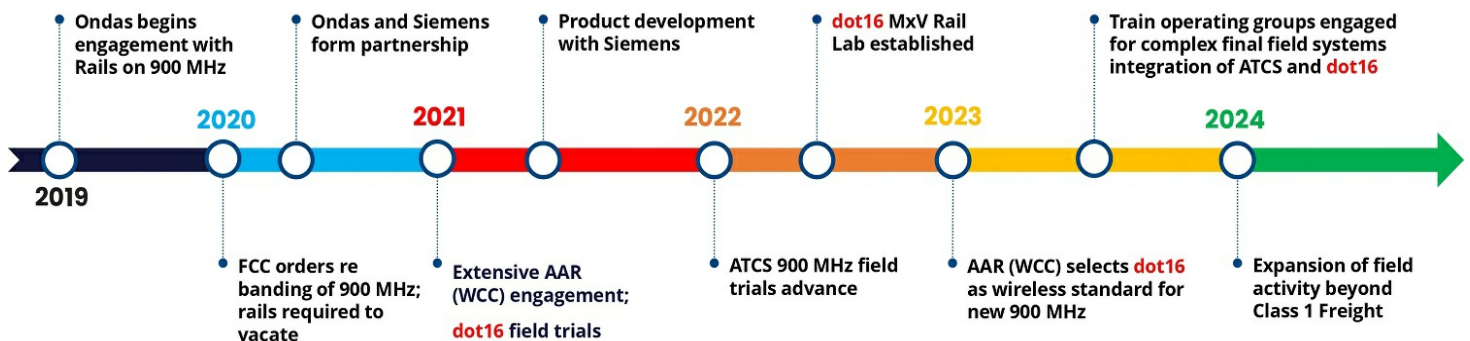 Ondas begins
engagement with
Rails on 900 MHz
Ondas and Siemens
form partnership
Product development
with Siemens
dot16 MxV Rail
Lab established
Train operating groups engaged
for complex final field systems
integration of ATCS and dot16
2019
2020
2021
2022
2023
2024
FCC orders re
banding of 900 MHz;
rails required to
vacate
Extensive AAR
(WCC) engagement;
dot16 field trials
ATCS 900 MHz field
trials advance
AAR (WCC) selects dot16
as wireless standard for
new 900 MHz
Expansion of field
activity beyond
Class 1 Freight